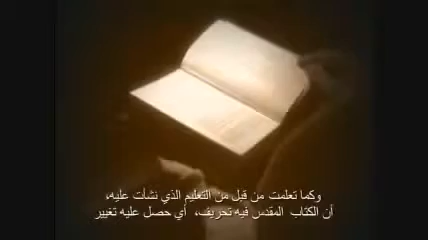 وكما تعلمت من قبل من التعليم الذي نشأت عليه،
أن الكتاب المقدس فيه تحريف، أي حصل عليه تغيير